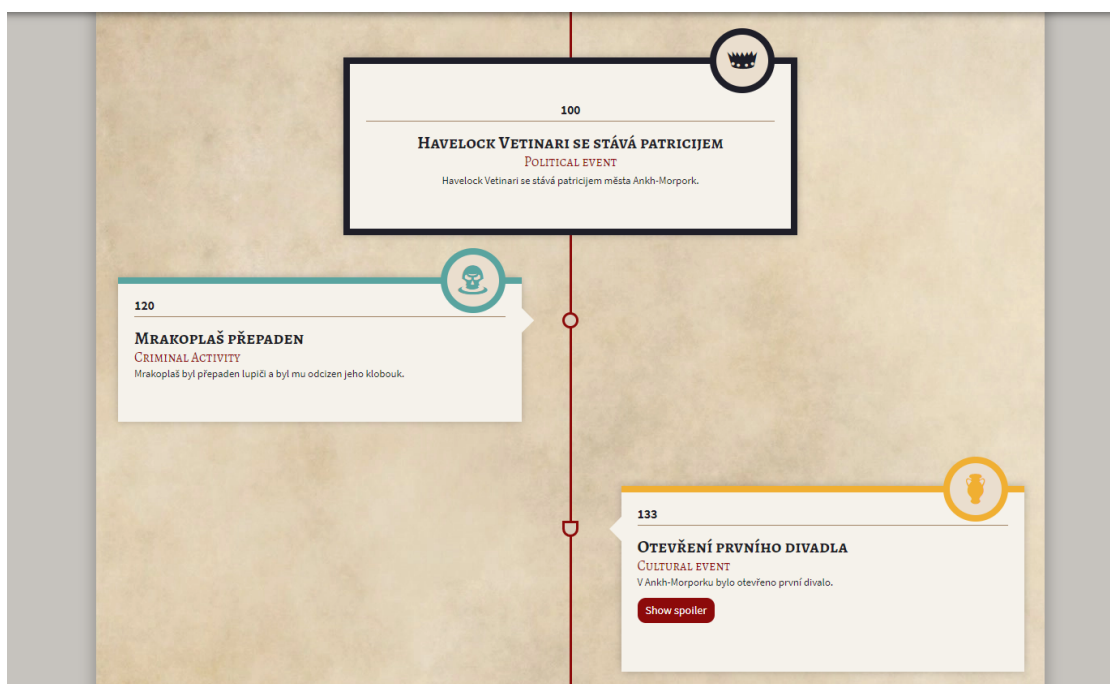 100
Havelock Vetinari se stává patricijem
Political event
Havelock Vetinari se stává patricijem města Ankh-Morpork.
120
Mrakoplaš přepaden
Criminal Activity
Mrakoplaš byl přepaden lupiči a byl mu odcizen jeho klobouk.
133
Otevření prvního divadla
Cultural event
V Ankh-Morporku bylo otevřeno první divalo.
Show spoiler